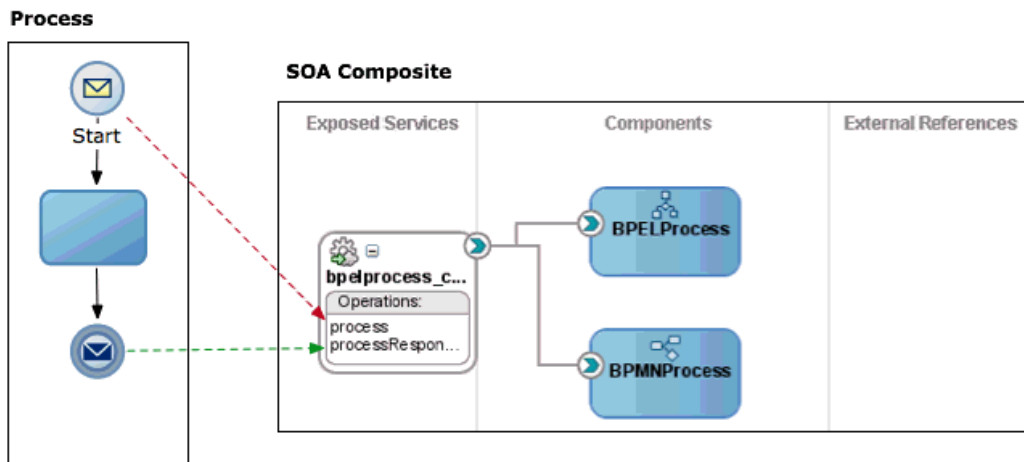 Process
Start
SOA Composite
Exposed Services
Components
External References
bpelprocess_c...
Operations:
process
processRespon...
BPELProcess
BPMNProcess